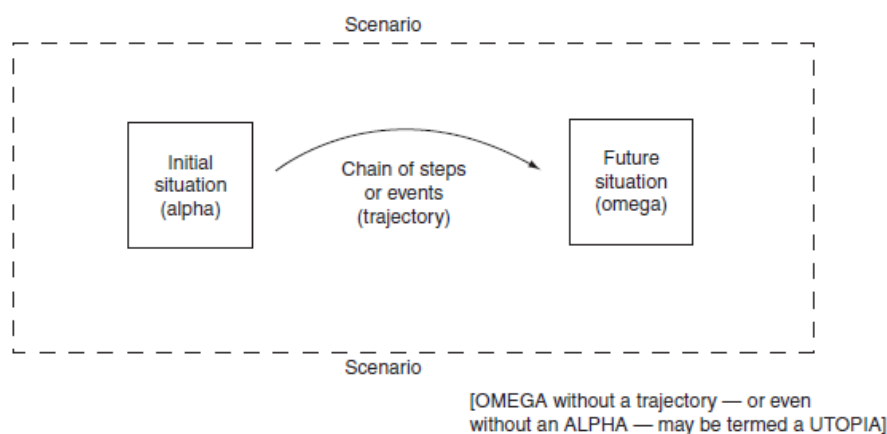 Scenario
Initial
situation
(alpha)
Chain of steps
or events
(trajectory)
Future
situation
(omega)
Scenario
[OMEGA without a trajectory — or even
without an ALPHA — may be termed a UTOPIA]